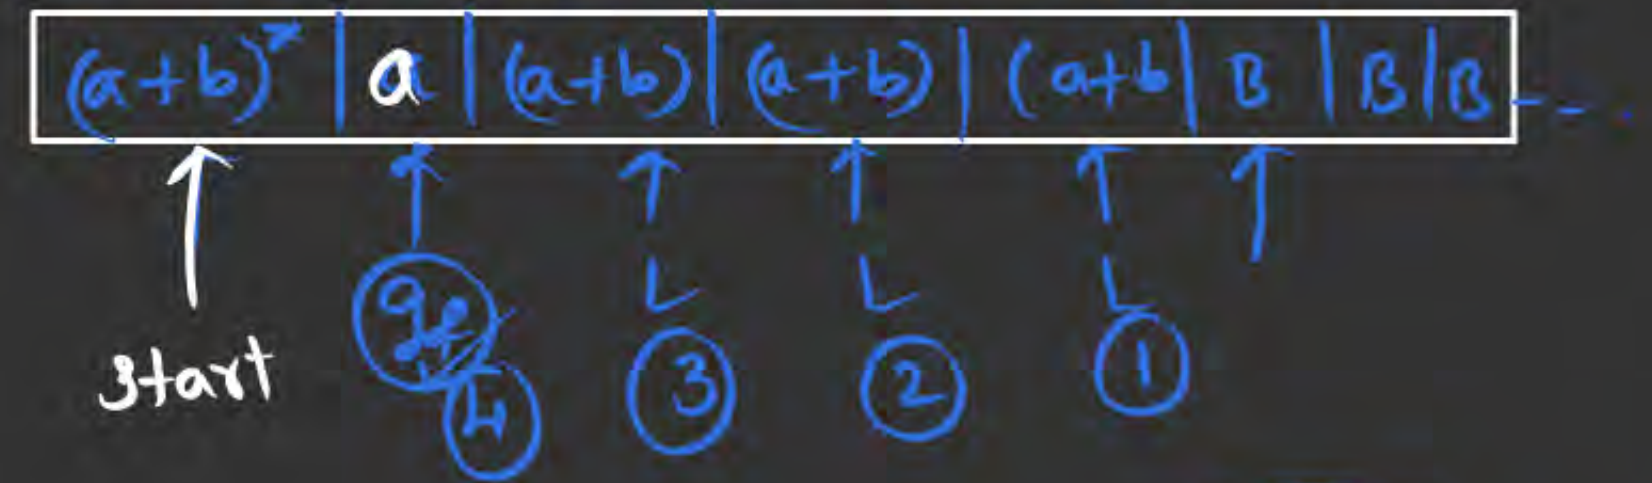 (a+b)* | a | (a+b) | (a+b) | (a+b | B | B | B - - .
L L L
start 4 3 2 1